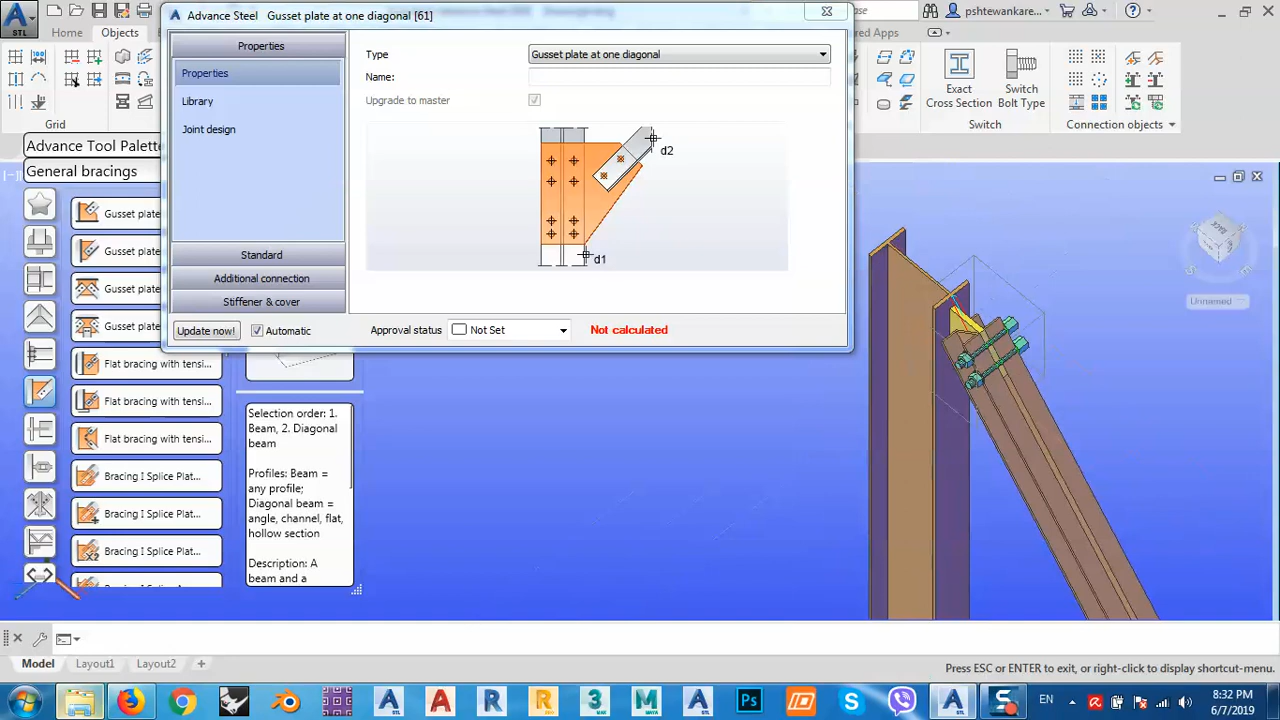 STL
Advance Steel Gusset plate at one diagonal [61]
pshtewankare...
Home
Objects
red Apps
Properties
Properties
Library
Joint design
Standard
Additional connection
Stiffener & cover
Type
Gusset plate at one diagonal
Name:
Upgrade to master
d2
d1
Update now!
Automatic
Approval status
Not Set
Not calculated
Grid
Exact
Cross Section
Switch
Bolt Type
Switch
Advance Tool Palette
General bracings
Gusset plate
Gusset plate
Gusset plate
Gusset plate
Flat bracing with tensi...
Flat bracing with tensi...
Flat bracing with tensi...
Bracing I Splice Plat...
Bracing I Splice Plat...
Bracing I Splice Plat...
X2
Selection order: 1.
Beam, 2. Diagonal
beam
Profiles: Beam =
any profile;
Diagonal beam =
angle, channel, flat,
hollow section
Description: A
beam and a
Unnamed
Model
Layout1
Layout2
Press ESC or ENTER to exit, or right-click to display shortcut-menu.
EN
8:32 PM
6/7/2019